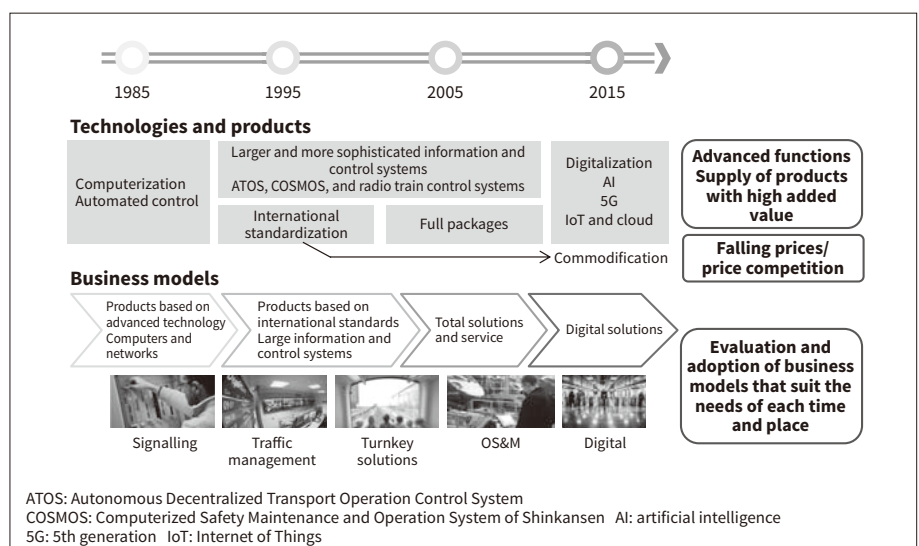 1985
1995
2005
2015
Technologies and products
Computerization
Automated control
Larger and more sophisticated information and
control systems
ATOS, COSMOS, and radio train control systems
International
standardization
Full packages
Digitalization
AI
5G
IoT and cloud
Commodification
Advanced functions
Supply of products
with high added
value
Falling prices/
price competition
Business models
Products based on
advanced technology
Computers and
networks
Products based on
international standards
Large information and
control systems
Total solutions
and service
Digital solutions
Evaluation and
adoption of business
models that suit the
needs of each time
and place
Signalling
Traffic
management
Turnkey
solutions
OS&M
Digital
ATOS: Autonomous Decentralized Transport Operation Control System
COSMOS: Computerized Safety Maintenance and Operation System of Shinkansen AI: artificial intelligence
5G: 5th generation IoT: Internet of Things